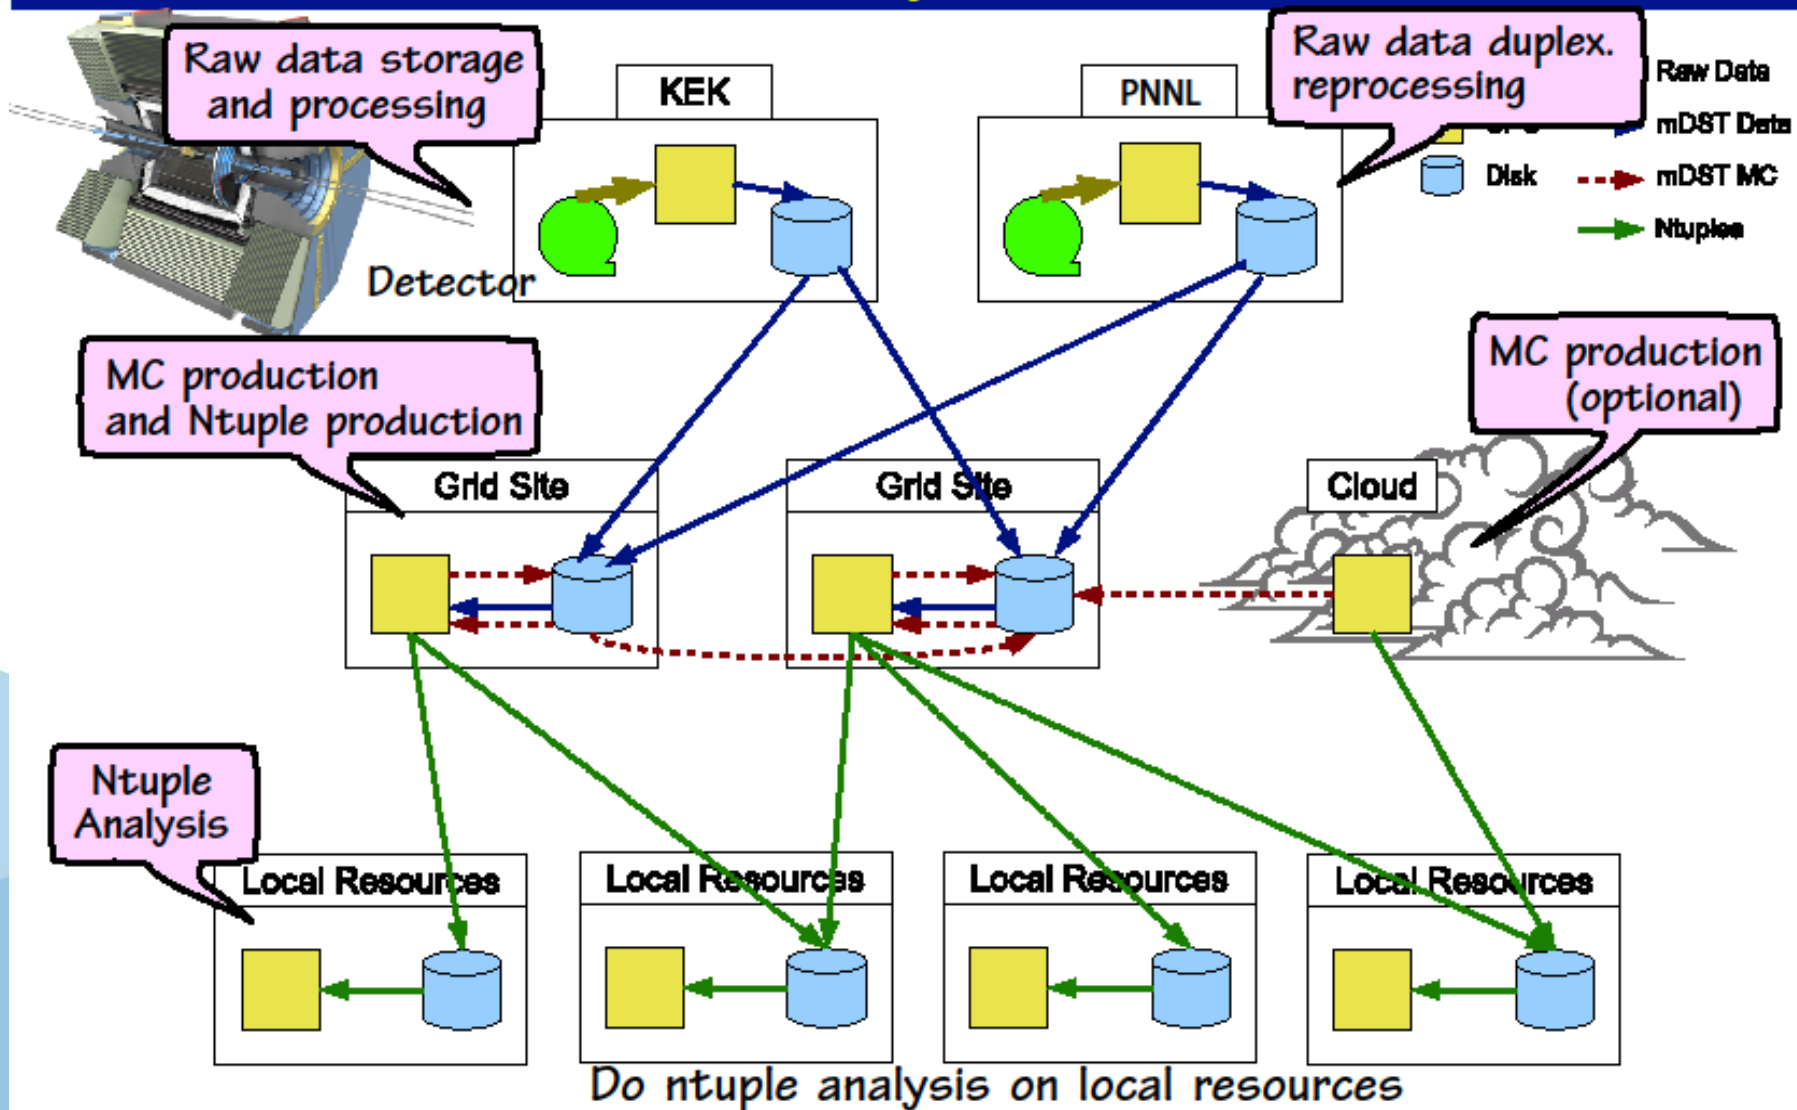 Raw data storage
and processing
KEK
PNNL
Raw data duplex.
reprocessing
Raw Data
mDST Data
Disk
mDST MC
Ntuples
Detector
MC production
and Ntuple production
MC production
(optional)
Grid Site
Grid Site
Cloud
Ntuple
Analysis
Local Resources
Local Resources
Local Resources
Local Resources
Do ntuple analysis on local resources